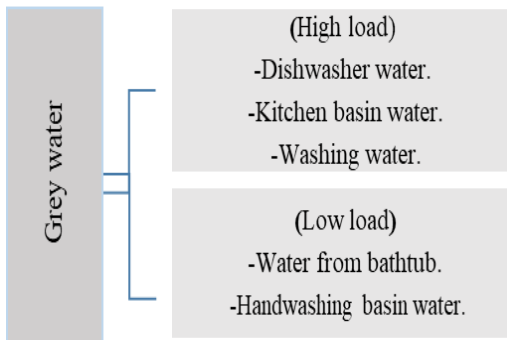 Grey water
(High load)
-Dishwasher water.
-Kitchen basin water.
-Washing water.
(Low load)
-Water from bathtub.
-Handwashing basin water.